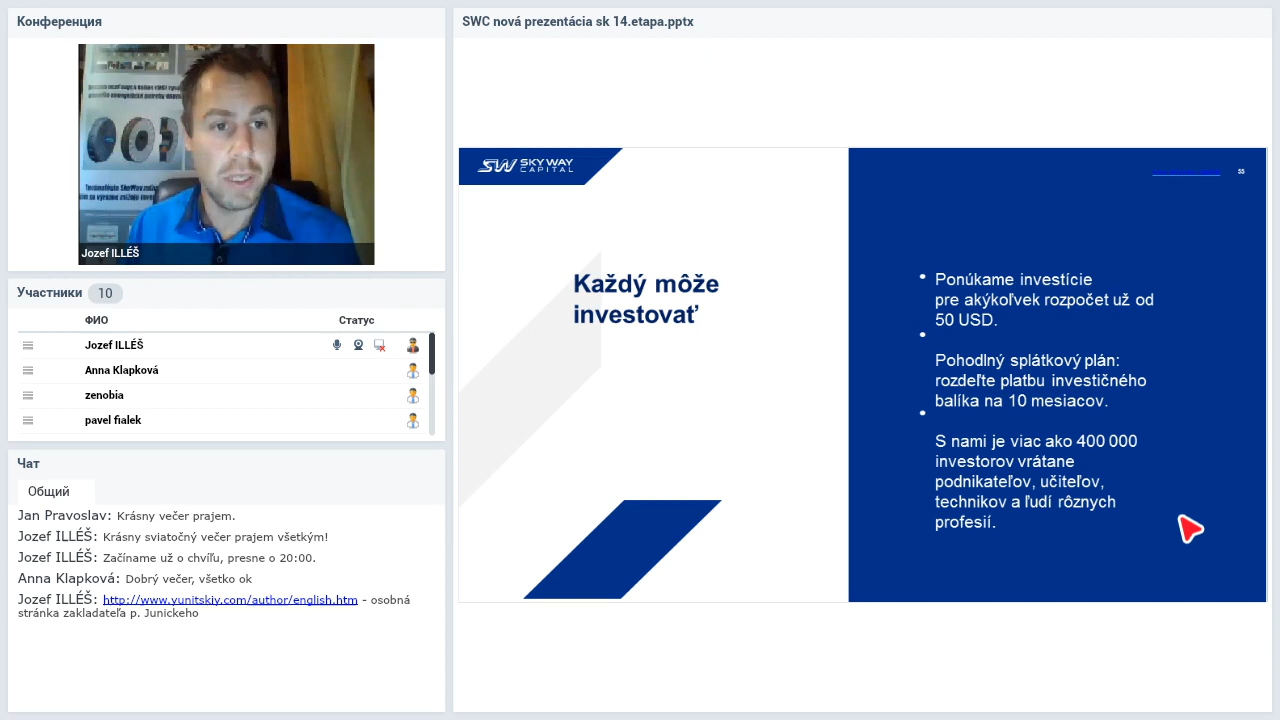 Конференция
Jozef ILLÉŠ
Участники 10
ФИО Статус
Jozef ILLÉŠ
Anna Klapková
zenobia
pavel fialek
Чат
Общий
Jan Pravoslav: Krásny večer prajem.
Jozef ILLÉŠ: Krásny sviatočný večer prajem všetkým!
Jozef ILLÉŠ: Začíname už o chvíľu, presne o 20:00.
Anna Klapková: Dobrý večer, všetko ok
Jozef ILLÉŠ: http://www.yunitskiy.com/author/english.htm - osobná
stránka zakladateľa p. Junickeho
SWC nová prezentácia sk 14.etapa.pptx
SW SKY WAY
CAPITAL
55
Každý môže
investovať
• Ponúkame investície
pre akýkoľvek rozpočet už od
50 USD.
•
Pohodlný splátkový plán:
rozdeľte platbu investičného
balíka na 10 mesiacov.
•
S nami je viac ako 400 000
investorov vrátane
podnikateľov, učiteľov,
technikov a ľudí rôznych
profesií.